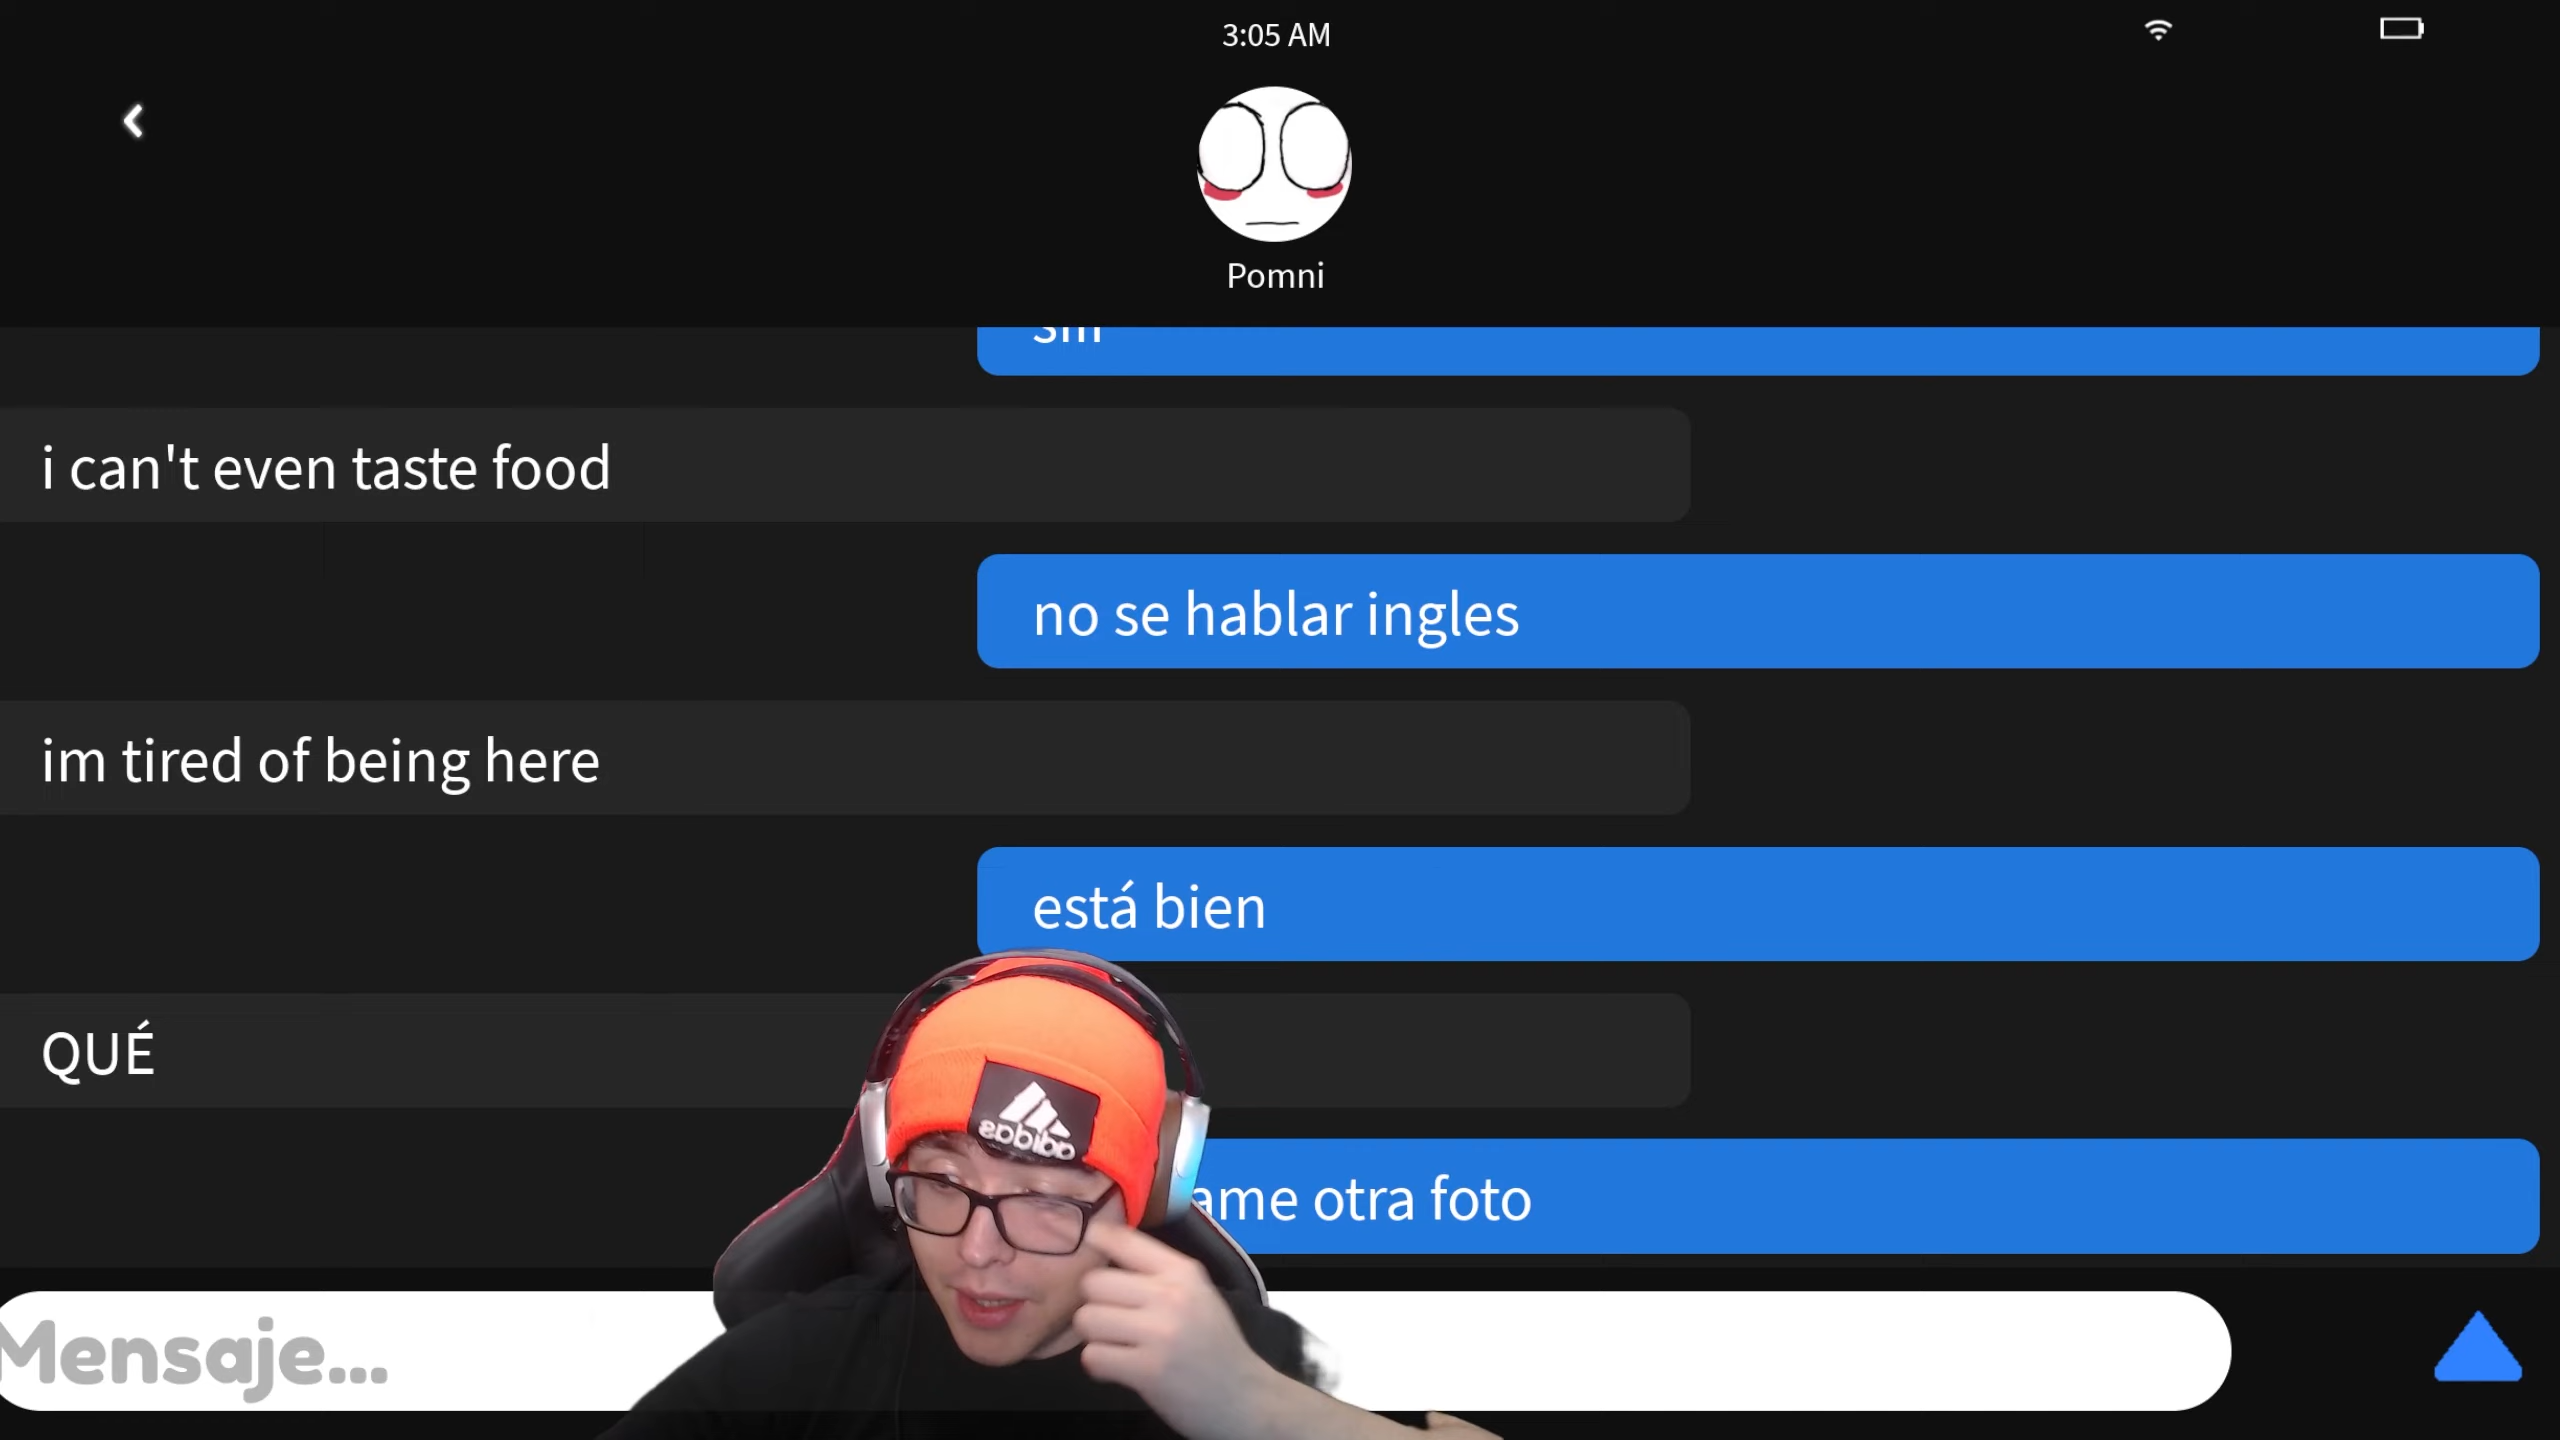 3:05 AM
Pomni
i can't even taste food
no se hablar ingles
im tired of being here
está bien
QUÉ
adidas
otra foto
Mensaje...